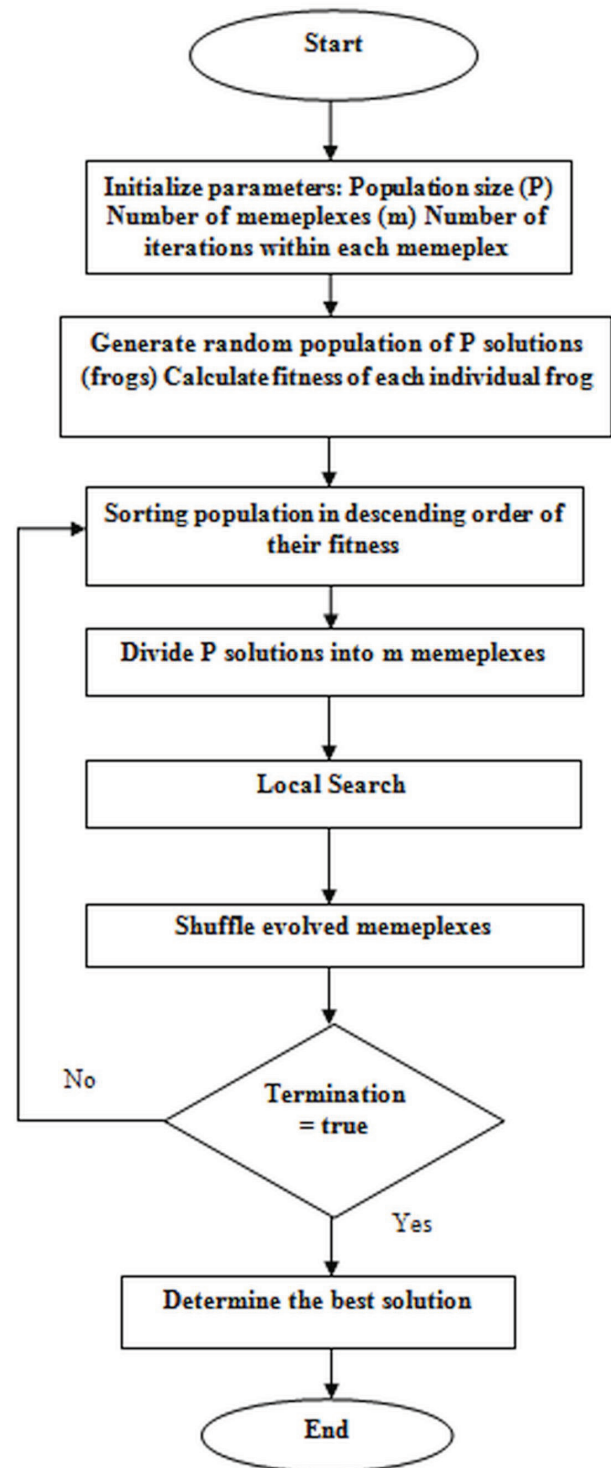 Start
Initialize parameters: Population size (P)
Number of memeplexes (m) Number of
iterations within each memeplex
Generate random population of P solutions
(frogs) Calculate fitness of each individual frog
Sorting population in descending order of
their fitness
Divide P solutions into m memeplexes
Local Search
Shuffle evolved memeplexes
No
Termination
= true
Yes
Determine the best solution
End